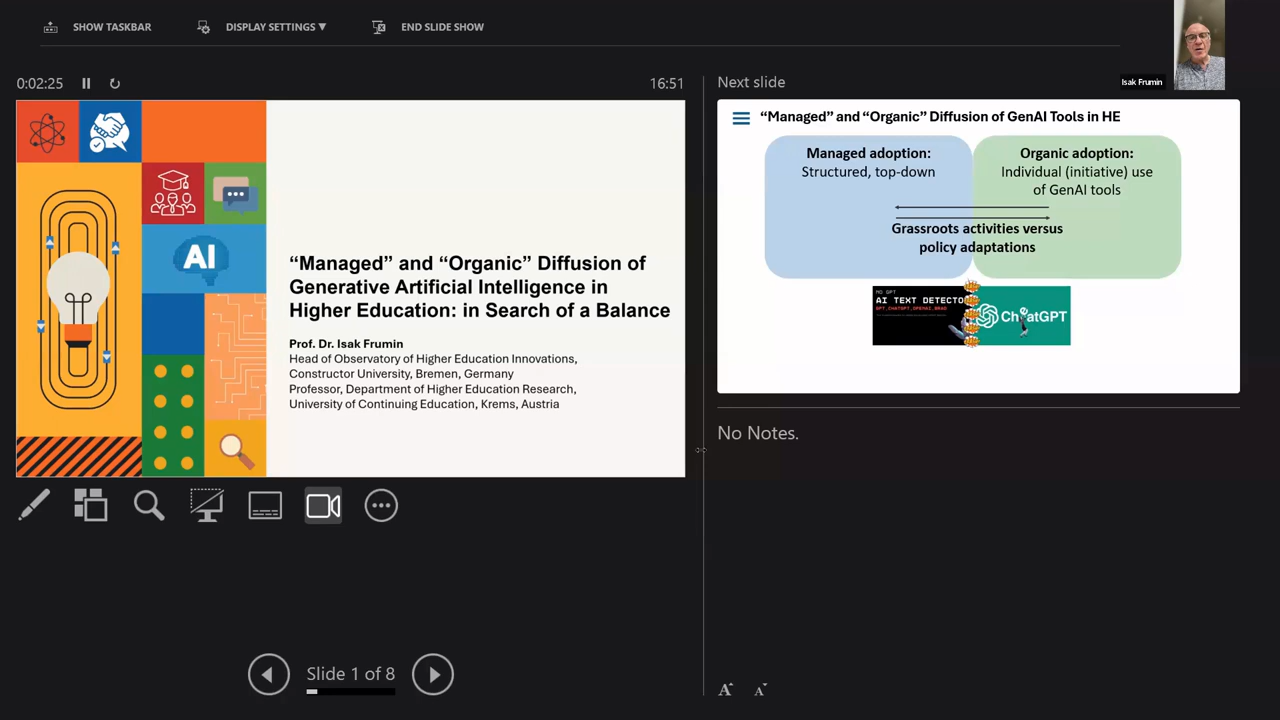 SHOW TASKBAR
DISPLAY SETTINGS ▼
END SLIDE SHOW
Isak Frumin
0:02:25
16:51
AI
“Managed” and “Organic” Diffusion of
Generative Artificial Intelligence in
Higher Education: in Search of a Balance
Prof. Dr. Isak Frumin
Head of Observatory of Higher Education Innovations,
Constructor University, Bremen, Germany
Professor, Department of Higher Education Research,
University of Continuing Education, Krems, Austria
Slide 1 of 8
Next slide
“Managed” and “Organic” Diffusion of GenAI Tools in HE
Managed adoption:
Structured, top-down
Organic adoption:
Individual (initiative) use
of GenAI tools
Grassroots activities versus
policy adaptations
NO GPT
AI TEXT DETECTO
ChatGPT
No Notes.
A
A